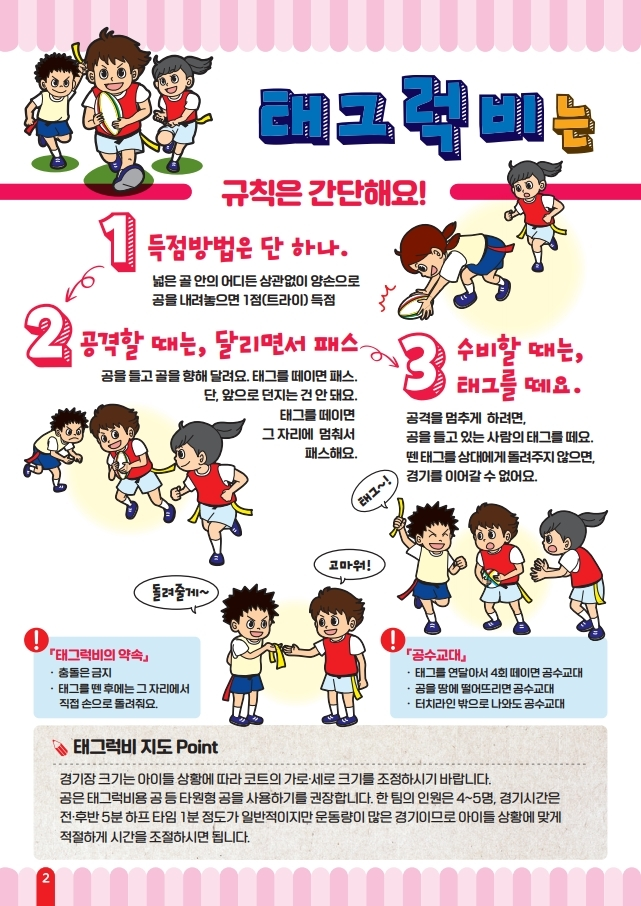 태그럭비는
규칙은 간단해요!
1 득점방법은 단 하나.
넓은 골 안의 어디든 상관없이 양손으로
공을 내려놓으면 1점(트라이) 득점
2 공격할 때는, 달리면서 패스
공을 들고 골을 향해 달려요. 태그를 떼이면 패스.
단, 앞으로 던지는 건 안 돼요.
태그를 떼이면
그 자리에 멈춰서
패스해요.
3 수비할 때는,
태그를 떼요.
공격을 멈추게 하려면,
공을 들고 있는 사람의 태그를 떼요.
뗀 태그를 상대에게 돌려주지 않으면,
경기를 이어갈 수 없어요.
태그~!
돌려줄게~
고마워!
『태그럭비의 약속』
· 충돌은 금지
· 태그를 뗀 후에는 그 자리에서
직접 손으로 돌려줘요.
『공수교대』
· 태그를 연달아서 4회 떼이면 공수교대
· 공을 땅에 떨어뜨리면 공수교대
· 터치라인 밖으로 나와도 공수교대
태그럭비 지도 Point
경기장 크기는 아이들 상황에 따라 코트의 가로·세로 크기를 조정하시기 바랍니다.
공은 태그럭비용 공 등 타원형 공을 사용하기를 권장합니다. 한 팀의 인원은 4~5명, 경기시간은
전·후반 5분 하프 타임 1분 정도가 일반적이지만 운동량이 많은 경기이므로 아이들 상황에 맞게
적절하게 시간을 조절하시면 됩니다.
2